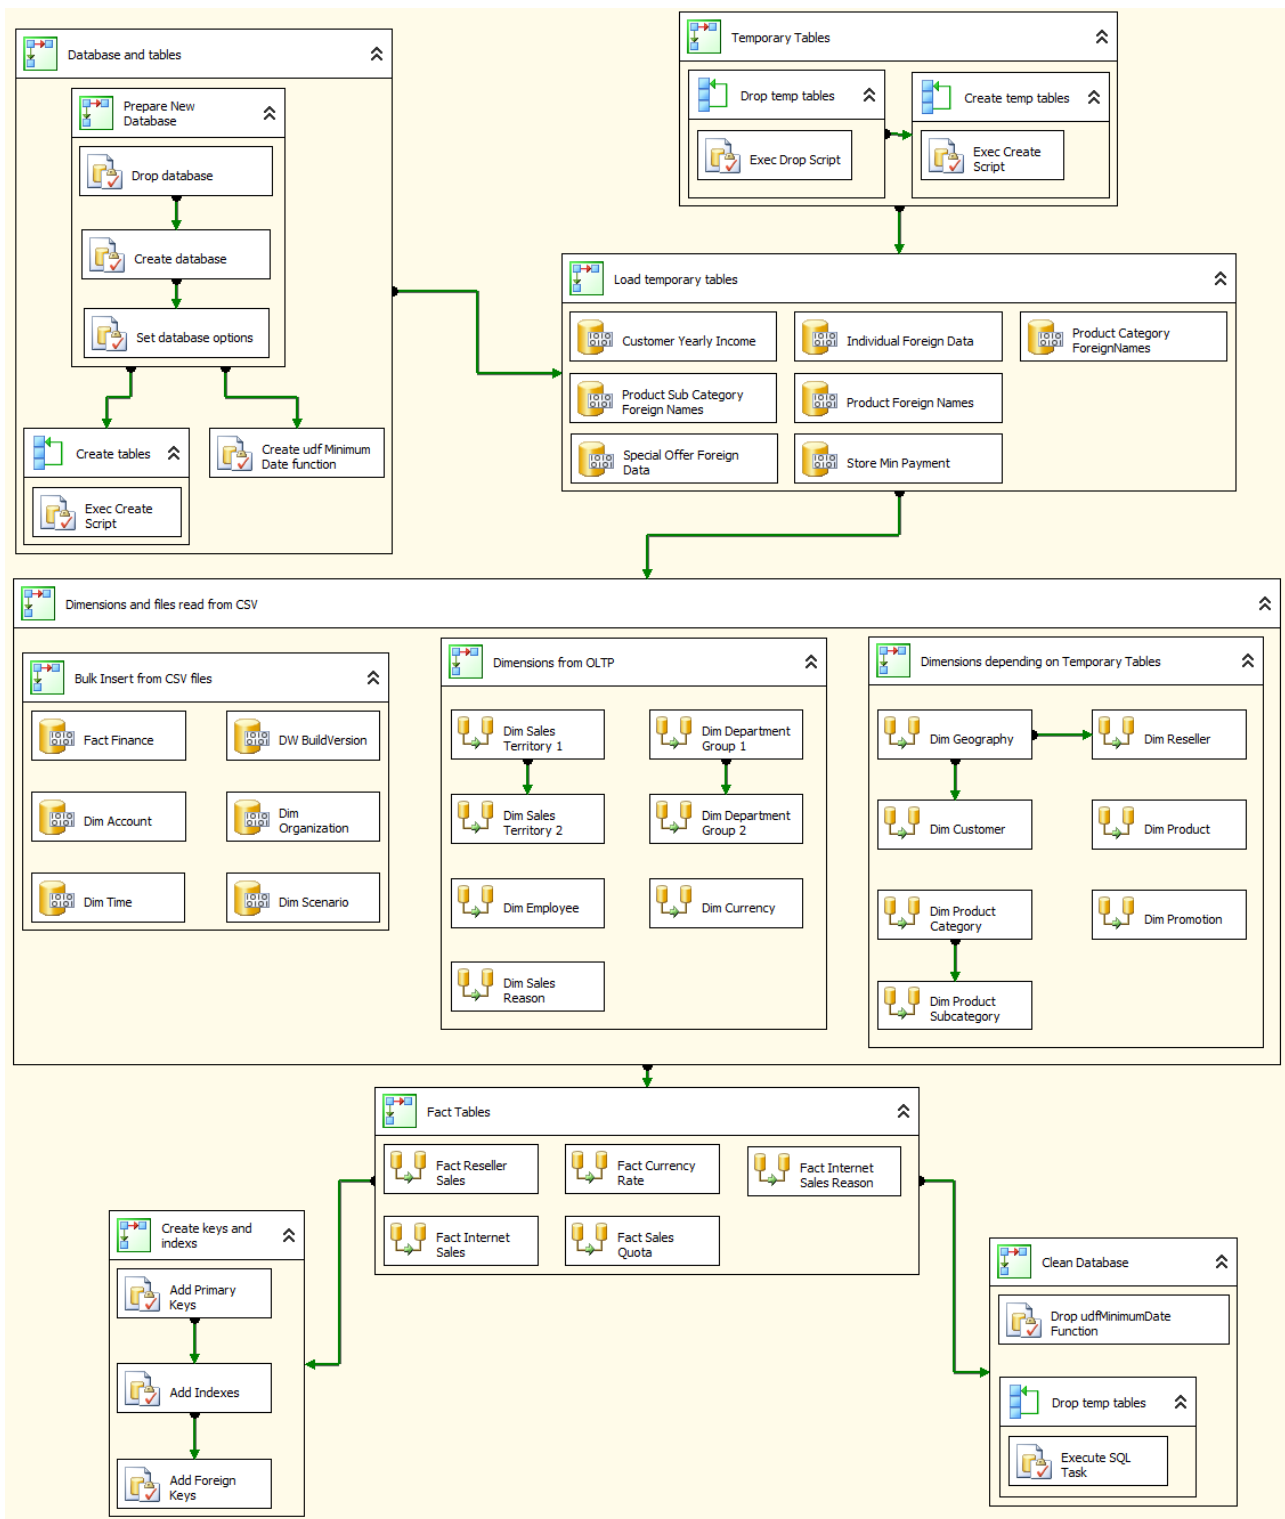 Database and tables
Prepare New
Database
Drop database
Create database
Set database options
Create tables
Exec Create
Script
Create udf Minimum
Date function
Temporary Tables
Drop temp tables
Exec Drop Script
Create temp tables
Exec Create
Script
Load temporary tables
Customer Yearly Income
Individual Foreign Data
Product Category
ForeignNames
Product Sub Category
Foreign Names
Product Foreign Names
Special Offer Foreign
Data
Store Min Payment
Dimensions and files read from CSV
Bulk Insert from CSV files
Fact Finance
DW BuildVersion
Dim Account
Dim
Organization
Dim Time
Dim Scenario
Dimensions from OLTP
Dim Sales
Territory 1
Dim Department
Group 1
Dim Sales
Territory 2
Dim Department
Group 2
Dim Employee
Dim Currency
Dim Sales
Reason
Dimensions depending on Temporary Tables
Dim Geography
Dim Reseller
Dim Customer
Dim Product
Dim Product
Category
Dim Promotion
Dim Product
Subcategory
Fact Tables
Fact Reseller
Sales
Fact Currency
Rate
Fact Internet
Sales Reason
Fact Internet
Sales
Fact Sales
Quota
Create keys and
indexs
Add Primary
Keys
Add Indexes
Add Foreign
Keys
Clean Database
Drop udfMinimumDate
Function
Drop temp tables
Execute SQL
Task